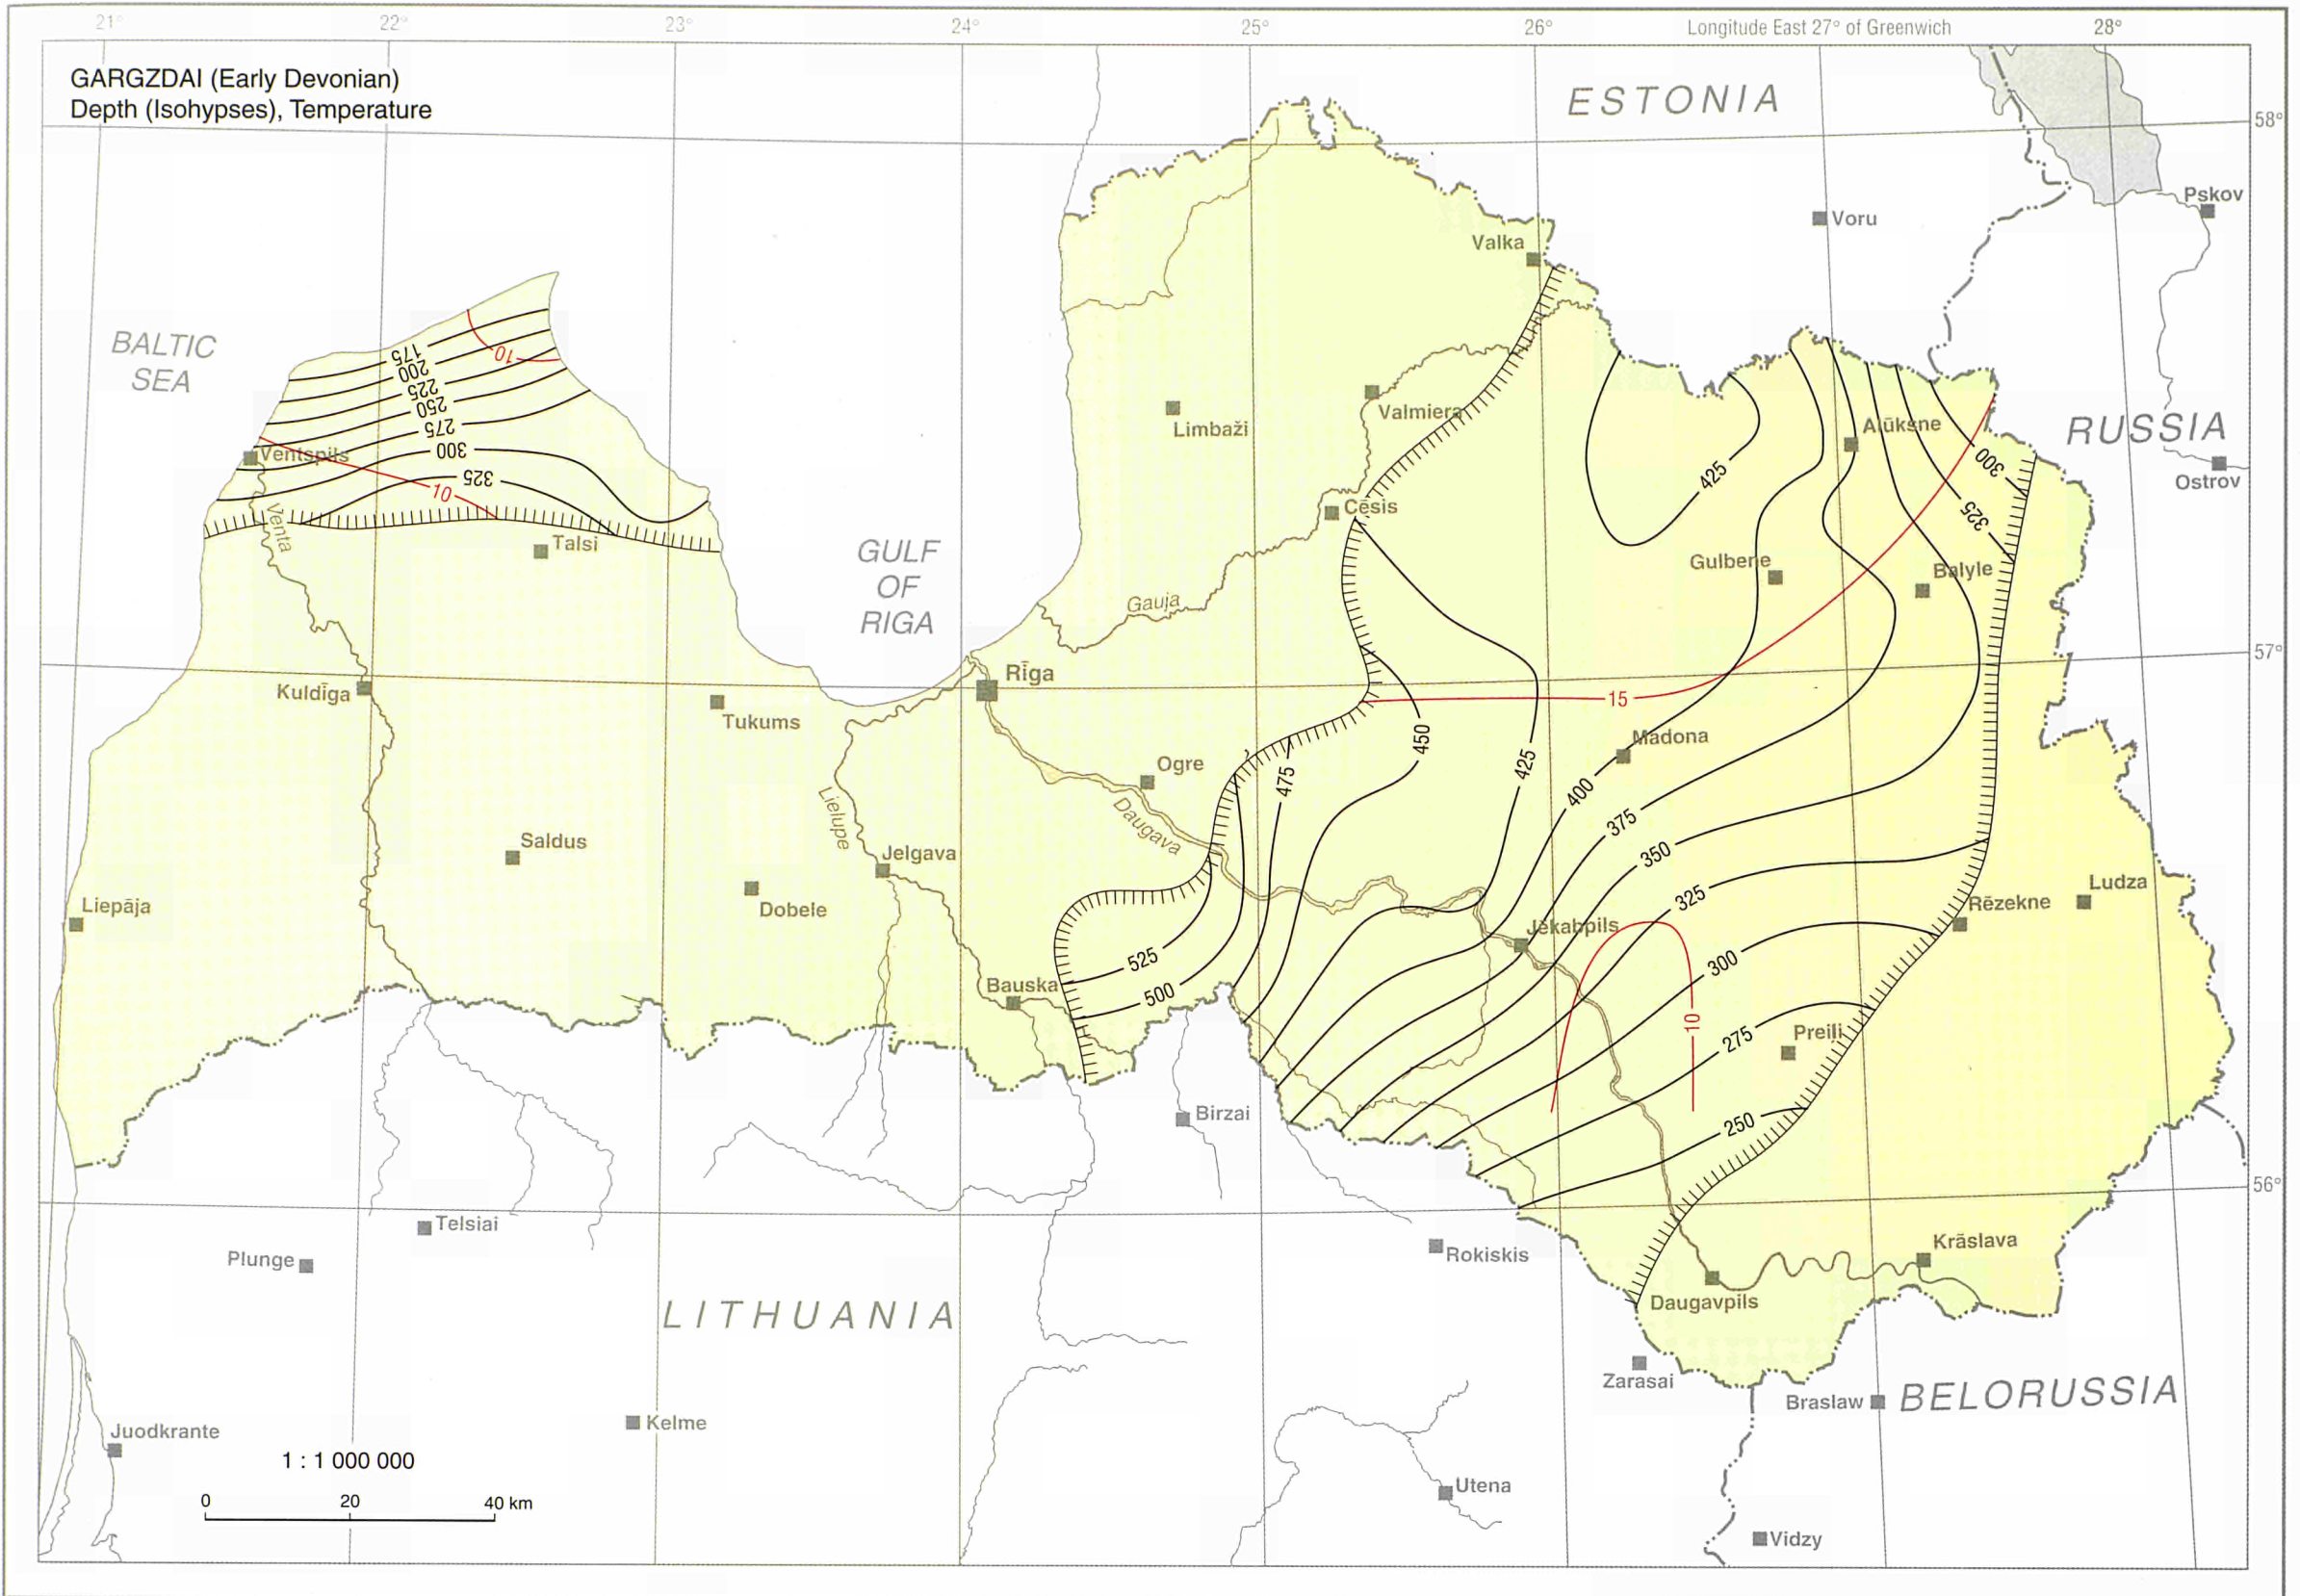 21°
22°
23°
24°
25°
26°
Longitude East 27° of Greenwich
28°
GARGZDAI (Early Devonian)
Depth (Isohypses), Temperature
ESTONIA
58°
Pskov
Voru
Valka
BALTIC
SEA
175
200
225
250
275
300
325
10
10
Ventspils
Venta
Talsi
Limbaži
Valmiera
Cēsis
425
Alūksne
300
325
RUSSIA
Ostrov
GULF
OF
RIGA
Gauja
Gulbene
Balyle
57°
Kuldīga
Tukums
Rīga
15
Madona
Ogre
Daugava
Lielupe
475
450
425
400
375
350
325
300
275
250
Saldus
Jelgava
Dobele
Liepāja
Bauska
525
500
Jēkabpils
10
Rēzekne
Ludza
Preiļi
Birzai
56°
Telsiai
Plunge
Rokiskis
Krāslava
Daugavpils
LITHUANIA
Zarasai
Braslaw
BELORUSSIA
Juodkrante
Kelme
1 : 1 000 000
0 20 40 km
Utena
Vidzy